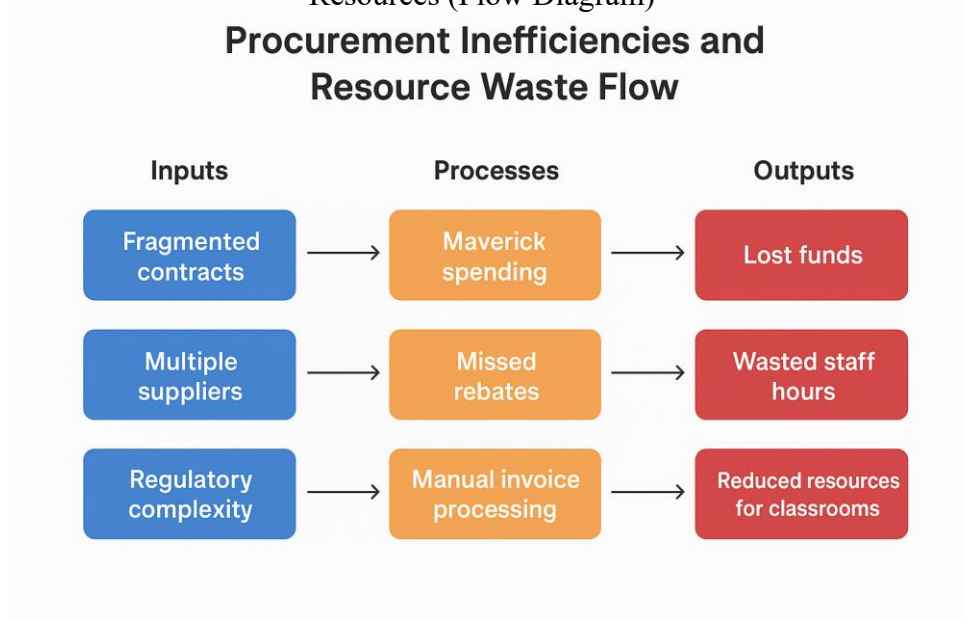 Resources (Flow Diagram)
Procurement Inefficiencies and
Resource Waste Flow
Inputs
Processes
Outputs
Fragmented
contracts
Maverick
spending
Lost funds
Multiple
suppliers
Missed
rebates
Wasted staff
hours
Regulatory
complexity
Manual invoice
processing
Reduced resources
for classrooms